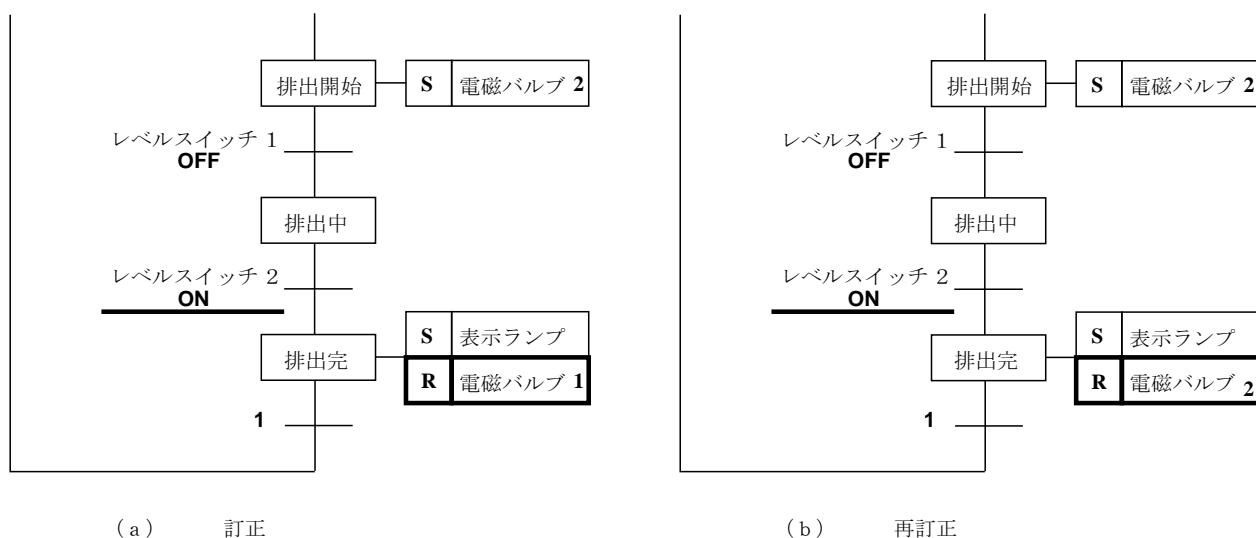 排出開始 S 電磁バルブ 2
レベルスイッチ 1
OFF
排出中
レベルスイッチ 2
ON
S 表示ランプ
排出完
R 電磁バルブ 1
1
(a) 訂正
排出開始 S 電磁バルブ 2
レベルスイッチ 1
OFF
排出中
レベルスイッチ 2
ON
S 表示ランプ
排出完
R 電磁バルブ 2
1
(b) 再訂正